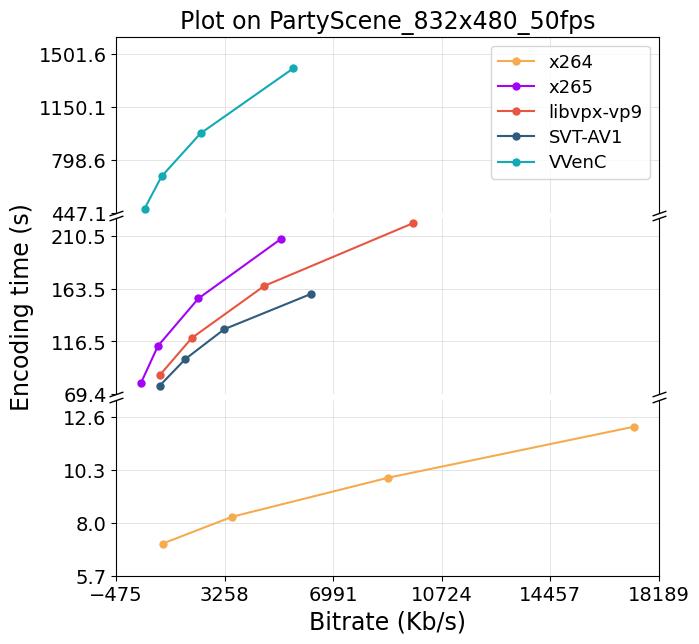 Plot on PartyScene_832x480_50fps
x264
x265
libvpx-vp9
SVT-AV1
VVenC
Encoding time (s)
1501.6
1150.1
798.6
447.1
210.5
163.5
116.5
69.4
12.6
10.3
8.0
5.7
−475 3258 6991 10724 14457 18189
Bitrate (Kb/s)